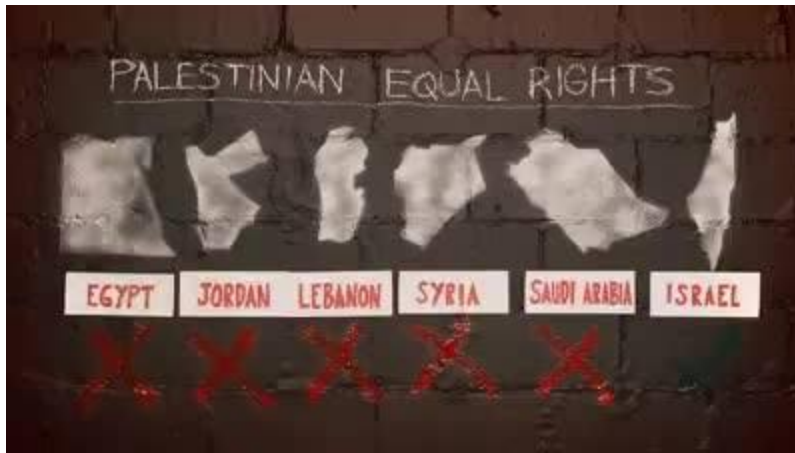 PALESTINIAN EQUAL RIGHTS
EGYPT JORDAN LEBANON SYRIA SAUDI ARABIA ISRAEL